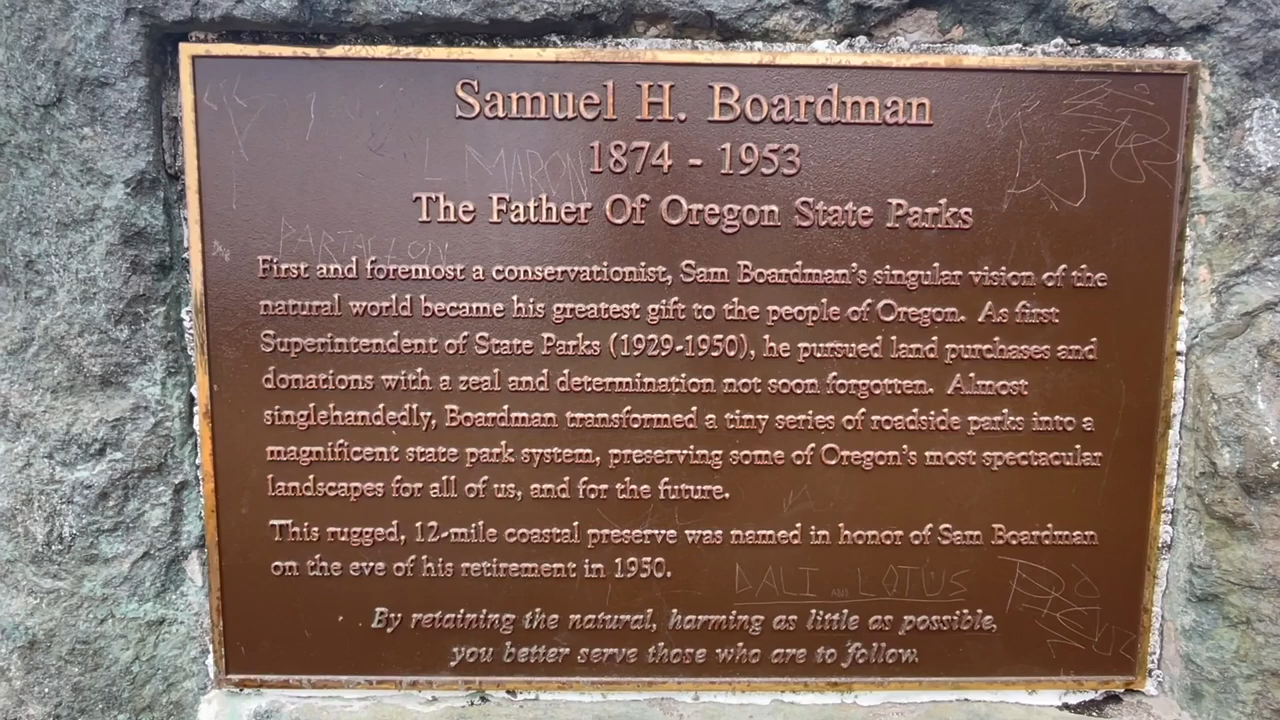 Samuel H. Boardman
1874 - 1953
L MARON
The Father Of Oregon State Parks
First and foremost a conservationist, Sam Boardman's singular vision of the
natural world became his greatest gift to the people of Oregon. As first
Superintendent of State Parks (1929-1950), he pursued land purchases and
donations with a zeal and determination not soon forgotten. Almost
singlehandedly, Boardman transformed a tiny series of roadside parks into a
magnificent state park system, preserving some of Oregon's most spectacular
landscapes for all of us, and for the future.
This rugged, 12-mile coastal preserve was named in honor of Sam Boardman
on the eve of his retirement in 1950.
DALI AND LOTUS
By retaining the natural, harming as little as possible,
you better serve those who are to follow.